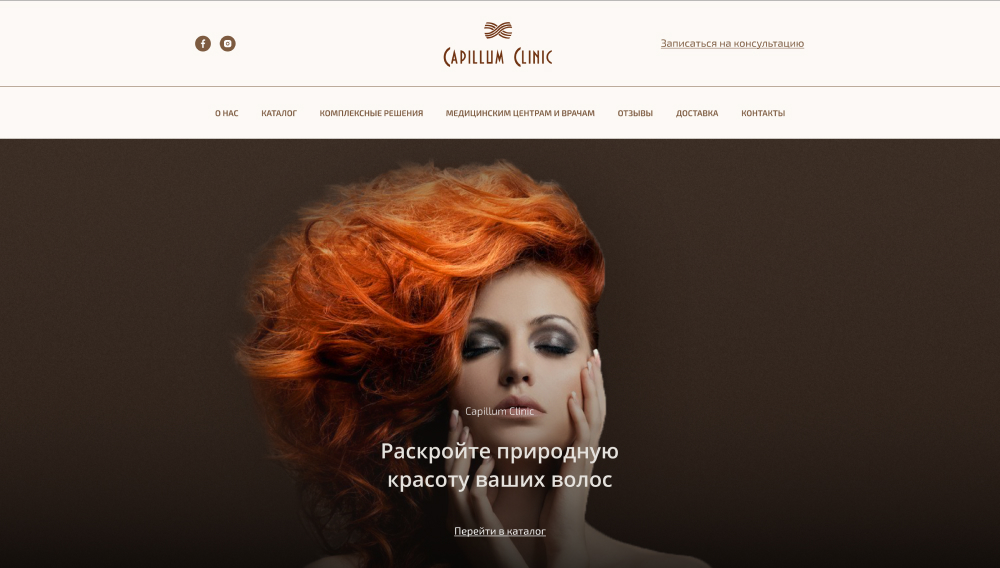 Capillum Clinic
Записаться на консультацию
О НАС КАТАЛОГ КОМПЛЕКСНЫЕ РЕШЕНИЯ МЕДИЦИНСКИМ ЦЕНТРАМ И ВРАЧАМ ОТЗЫВЫ ДОСТАВКА КОНТАКТЫ
Capillum Clinic
Раскройте природную
красоту ваших волос
Перейти в каталог